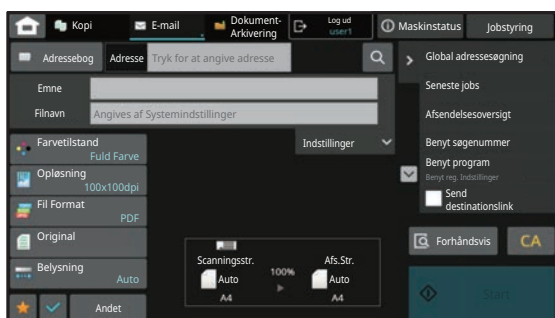 Kopi
E-mail
Dokument-
Arkivering
Log ud
user1
Maskinstatus
Jobstyring
Adressebog
Adresse
Tryk for at angive adresse
Global adressesøgning
Emne
Seneste jobs
Filnavn
Angives af Systemindstillinger
Afsendelsesoversigt
Farvetilstand
Fuld Farve
Indstillinger
Benyt søgenummer
Opløsning
100x100dpi
Benyt program
Benyt reg. Indstillinger
Fil Format
PDF
Send
destinationslink
Original
Forhåndsvis
CA
Belysning
Auto
Scanningsstr.
Auto
A4
100%
Afs.Str.
Auto
A4
Andet
Start